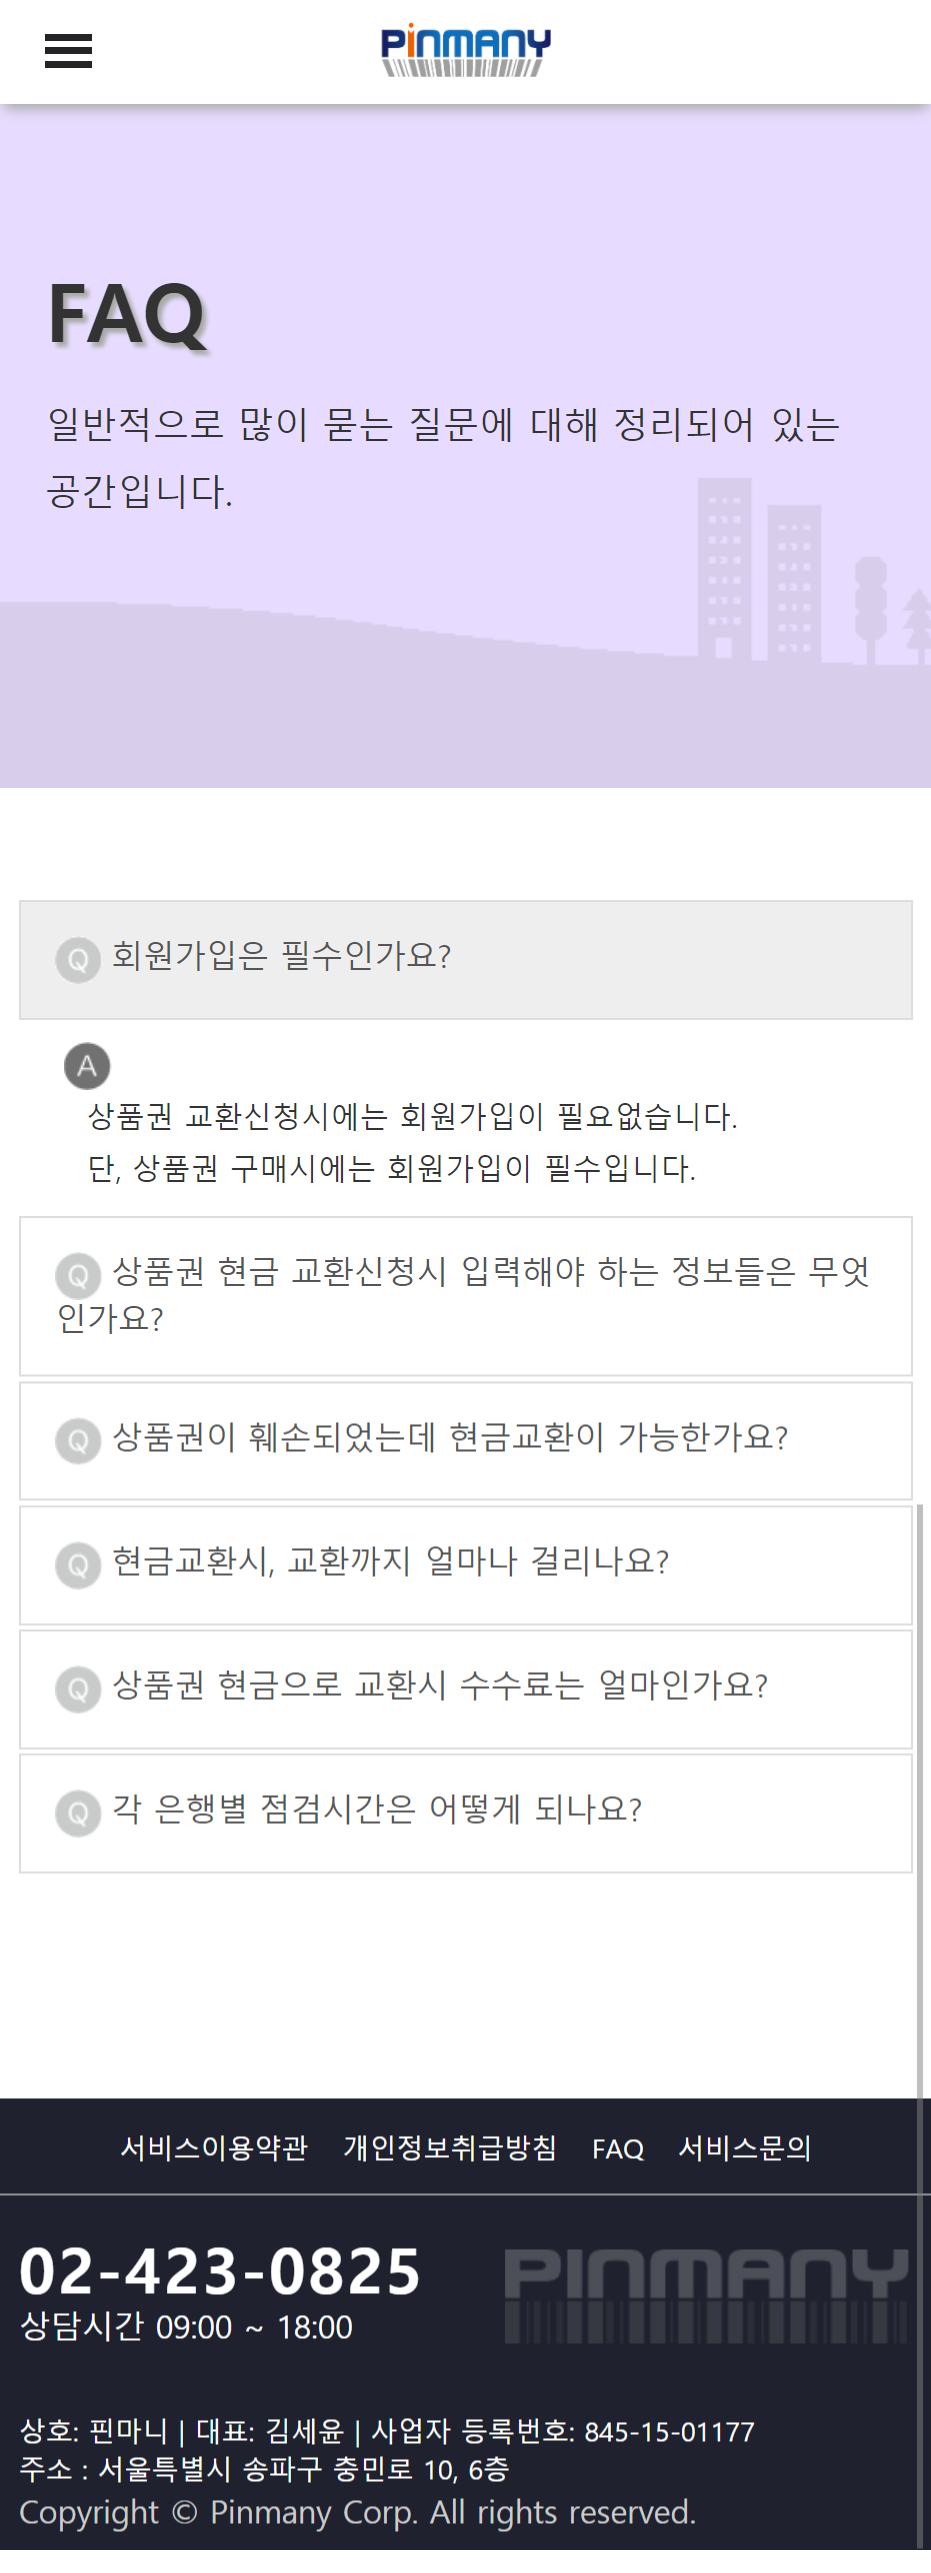 PINMANY
FAQ
일반적으로 많이 묻는 질문에 대해 정리되어 있는
공간입니다.
Q 회원가입은 필수인가요?
A
상품권 교환신청시에는 회원가입이 필요없습니다.
단, 상품권 구매시에는 회원가입이 필수입니다.
Q 상품권 현금 교환신청시 입력해야 하는 정보들은 무엇
인가요?
Q 상품권이 훼손되었는데 현금교환이 가능한가요?
Q 현금교환시, 교환까지 얼마나 걸리나요?
Q 상품권 현금으로 교환시 수수료는 얼마인가요?
Q 각 은행별 점검시간은 어떻게 되나요?
서비스이용약관 개인정보취급방침 FAQ 서비스문의
02-423-0825 PINMANY
상담시간 09:00 ~ 18:00
상호: 핀마니 | 대표: 김세윤 | 사업자 등록번호: 845-15-01177
주소 : 서울특별시 송파구 충민로 10, 6층
Copyright © Pinmany Corp. All rights reserved.